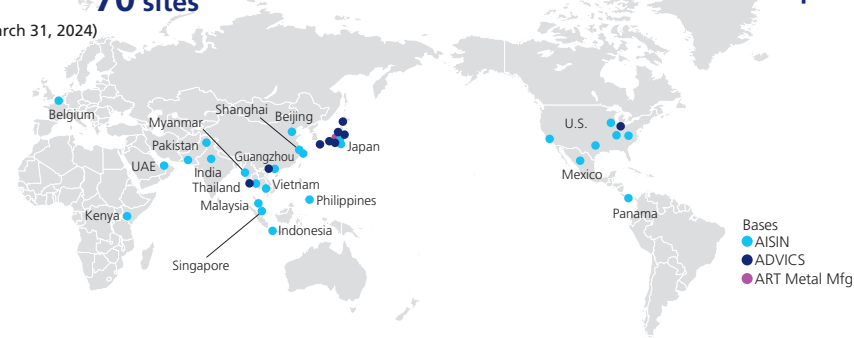 70 sites
arch 31, 2024)
Belgium
Shanghai
Beijing
Myanmar
Pakistan
Guangzhou
Japan
UAE
India
Thailand
Vietnam
Malaysia
Philippines
Kenya
Indonesia
Singapore
U.S.
Mexico
Panama
Bases
AISIN
ADVICS
ART Metal Mfg